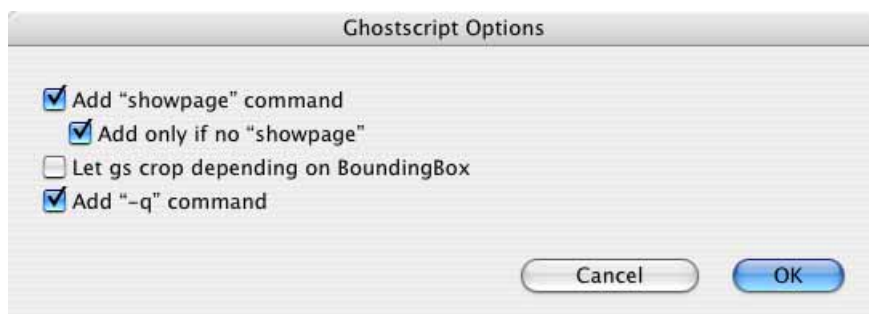 Ghostscript Options
Add “showpage” command
Add only if no “showpage”
Let gs crop depending on BoundingBox
Add “-q” command
Cancel OK